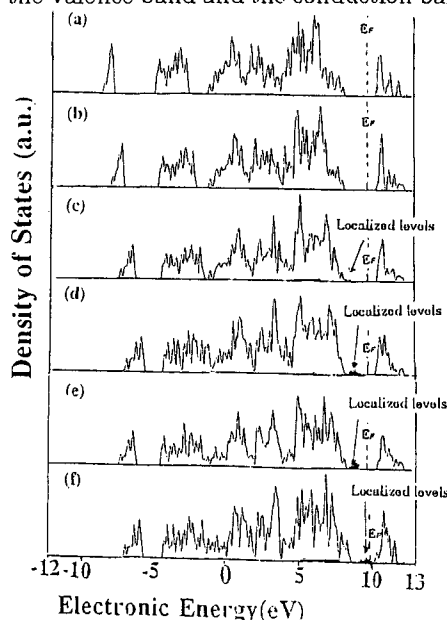 the valence band and the conduction ban
(a)
E_F
(b)
E_F
(c)
Localized levels
E_F
(d)
Localized levels
E_F
(e)
Localized levels
E_F
(f)
Localized levels
E_F
Density of States (a.u.)
-12 -10 -5 0 5 10 13
Electronic Energy(eV)